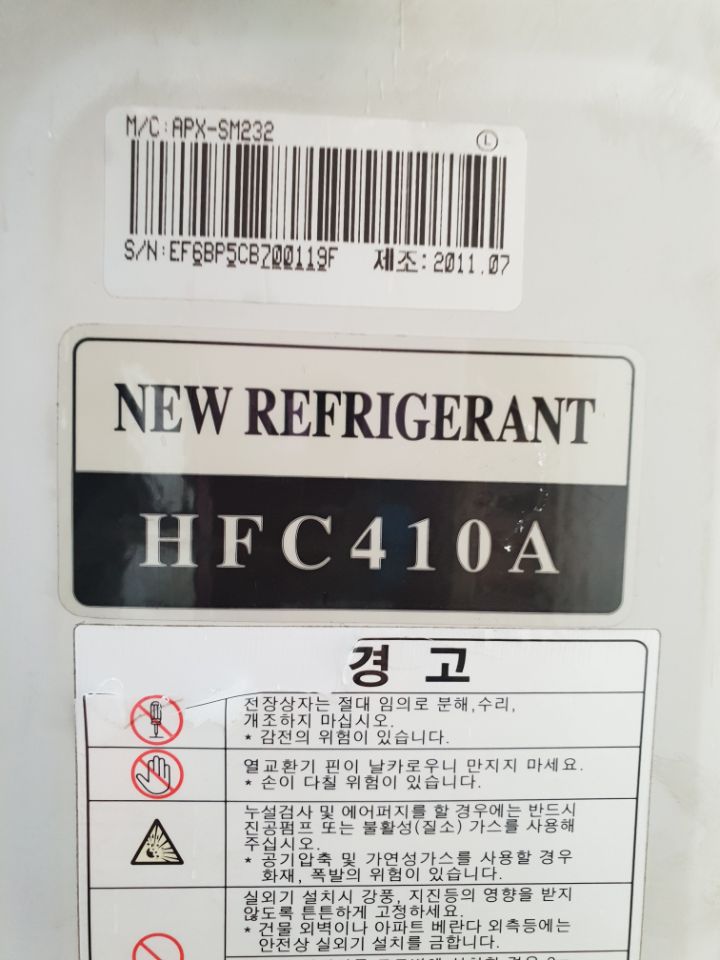 M/C:APX-SM232
L
S/N:EF6BP5CB700119F 제조:2011.07
NEW REFRIGERANT
HFC410A
경 고
전장상자는 절대 임의로 분해,수리,
개조하지 마십시오.
* 감전의 위험이 있습니다.
열교환기 핀이 날카로우니 만지지 마세요.
* 손이 다칠 위험이 있습니다.
누설검사 및 에어퍼지를 할 경우에는 반드시
진공펌프 또는 불활성(질소) 가스를 사용해
주십시오.
* 공기압축 및 가연성가스를 사용할 경우
화재, 폭발의 위험이 있습니다.
실외기 설치시 강풍, 지진등의 영향을 받지
않도록 튼튼하게 고정하세요.
* 건물 외벽이나 아파트 베란다 외측등에는
안전상 실외기 설치를 금합니다.